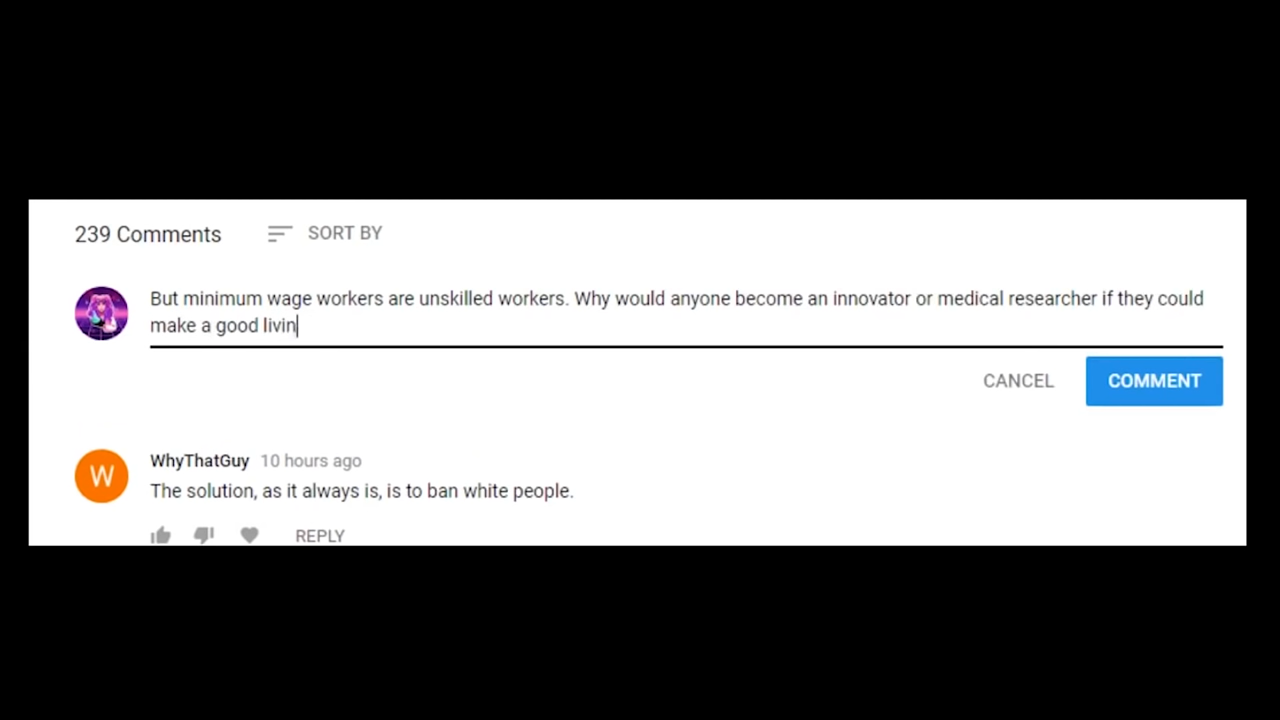 239 Comments SORT BY
But minimum wage workers are unskilled workers. Why would anyone become an innovator or medical researcher if they could
make a good livin
CANCEL COMMENT
W
WhyThatGuy 10 hours ago
The solution, as it always is, is to ban white people.
REPLY